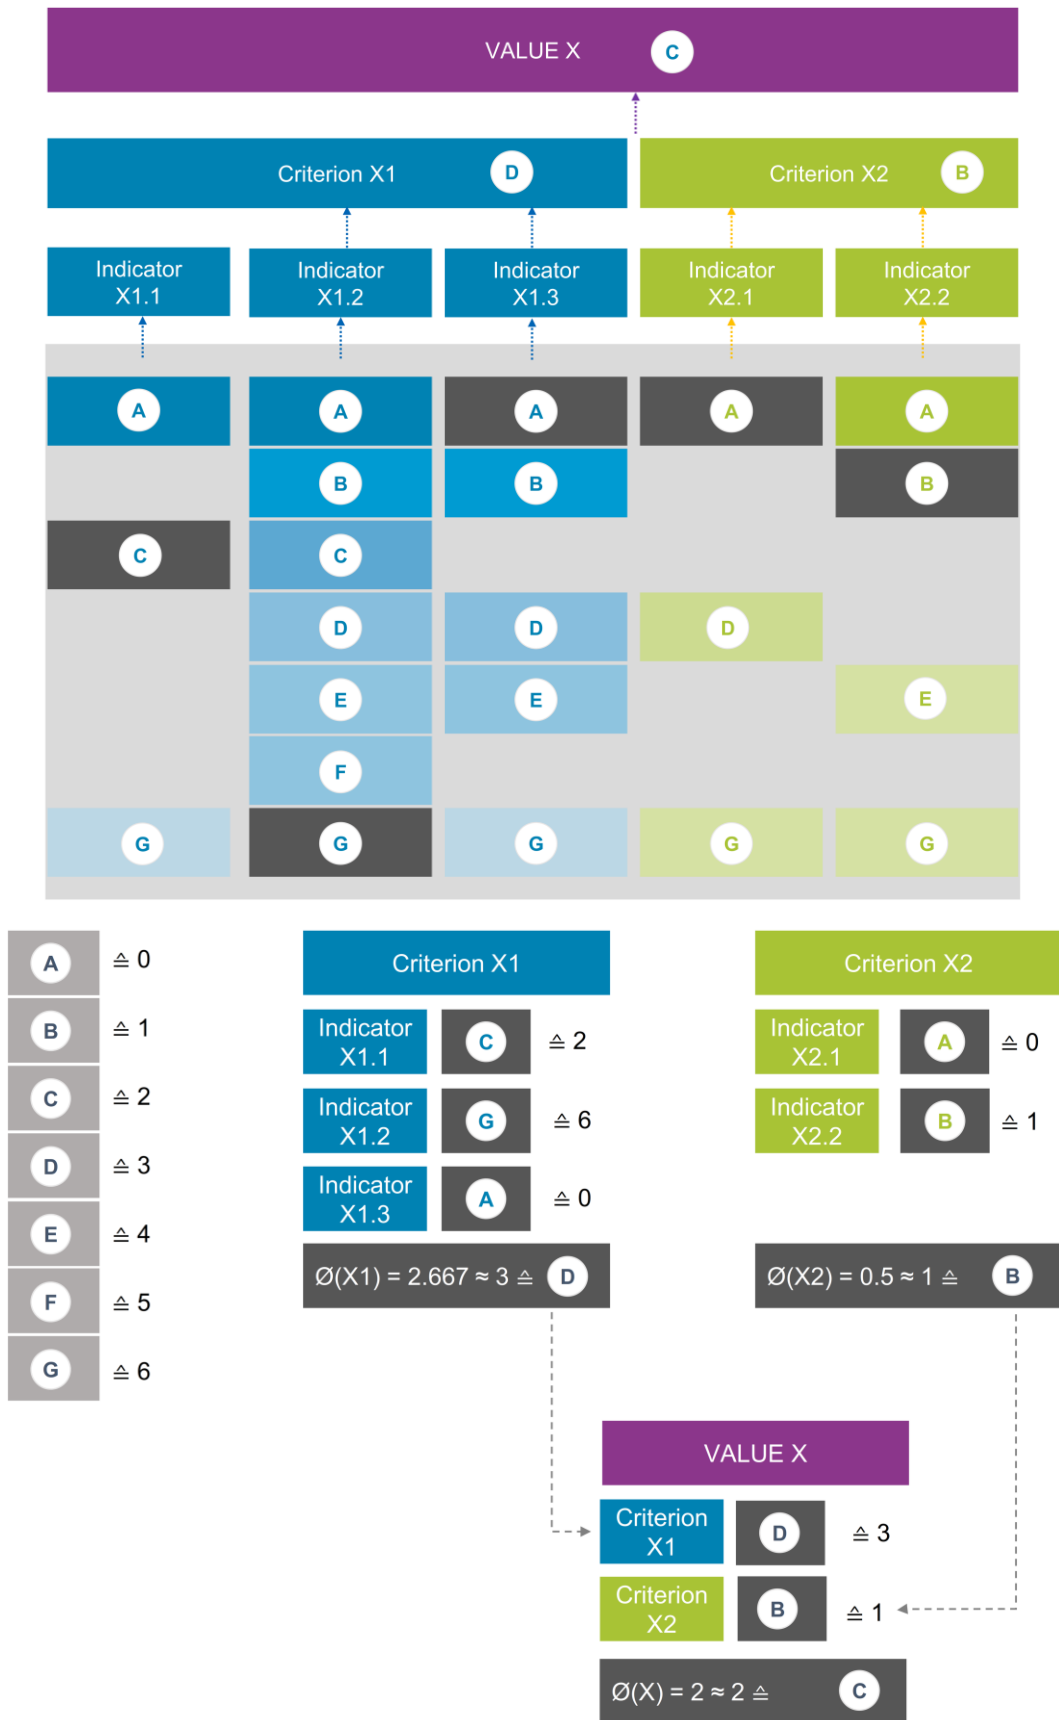 VALUE X C
Criterion X1 D Criterion X2 B
Indicator X1.1 Indicator X1.2 Indicator X1.3 Indicator X2.1 Indicator X2.2
A A A A A
B B B
C C
D D D
E E E
F
G G G G G
A ≙ 0
B ≙ 1
C ≙ 2
D ≙ 3
E ≙ 4
F ≙ 5
G ≙ 6
Criterion X1
Indicator X1.1 C ≙ 2
Indicator X1.2 G ≙ 6
Indicator X1.3 A ≙ 0
Ø(X1) = 2.667 ≈ 3 ≙ D
Criterion X2
Indicator X2.1 A ≙ 0
Indicator X2.2 B ≙ 1
Ø(X2) = 0.5 ≈ 1 ≙ B
VALUE X
Criterion X1 D ≙ 3
Criterion X2 B ≙ 1
Ø(X) = 2 ≈ 2 ≙ C